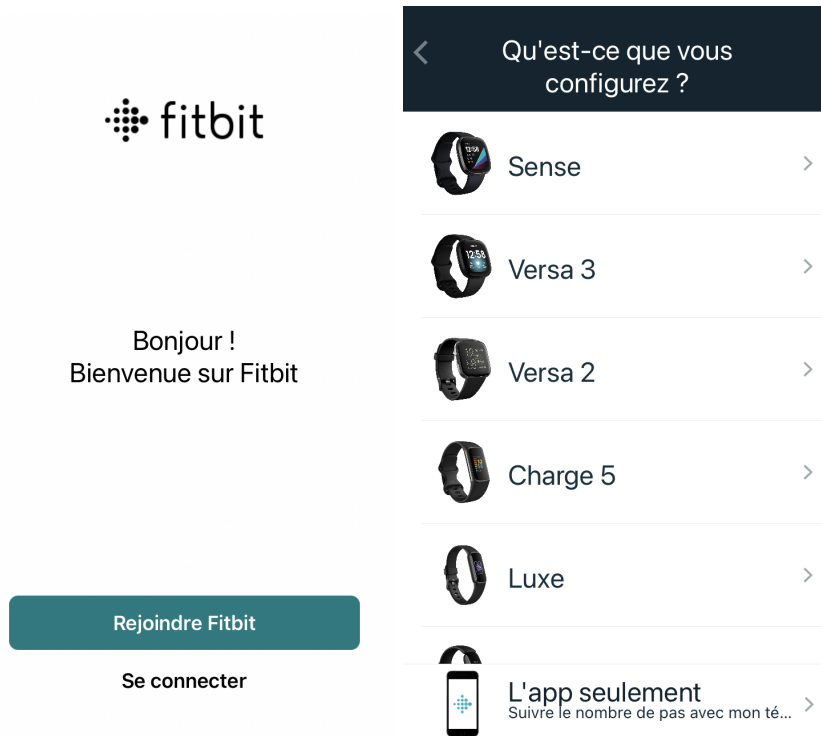 fitbit
Bonjour !
Bienvenue sur Fitbit
Rejoindre Fitbit
Se connecter
Qu'est-ce que vous
configurez ?
Sense
Versa 3
Versa 2
Charge 5
Luxe
L'app seulement
Suivre le nombre de pas avec mon té...